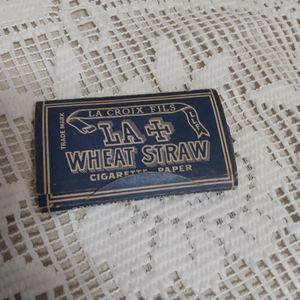 LA CROIX FILS
TRADE MARK
LA+
WHEAT STRAW
CIGARETTE PAPER